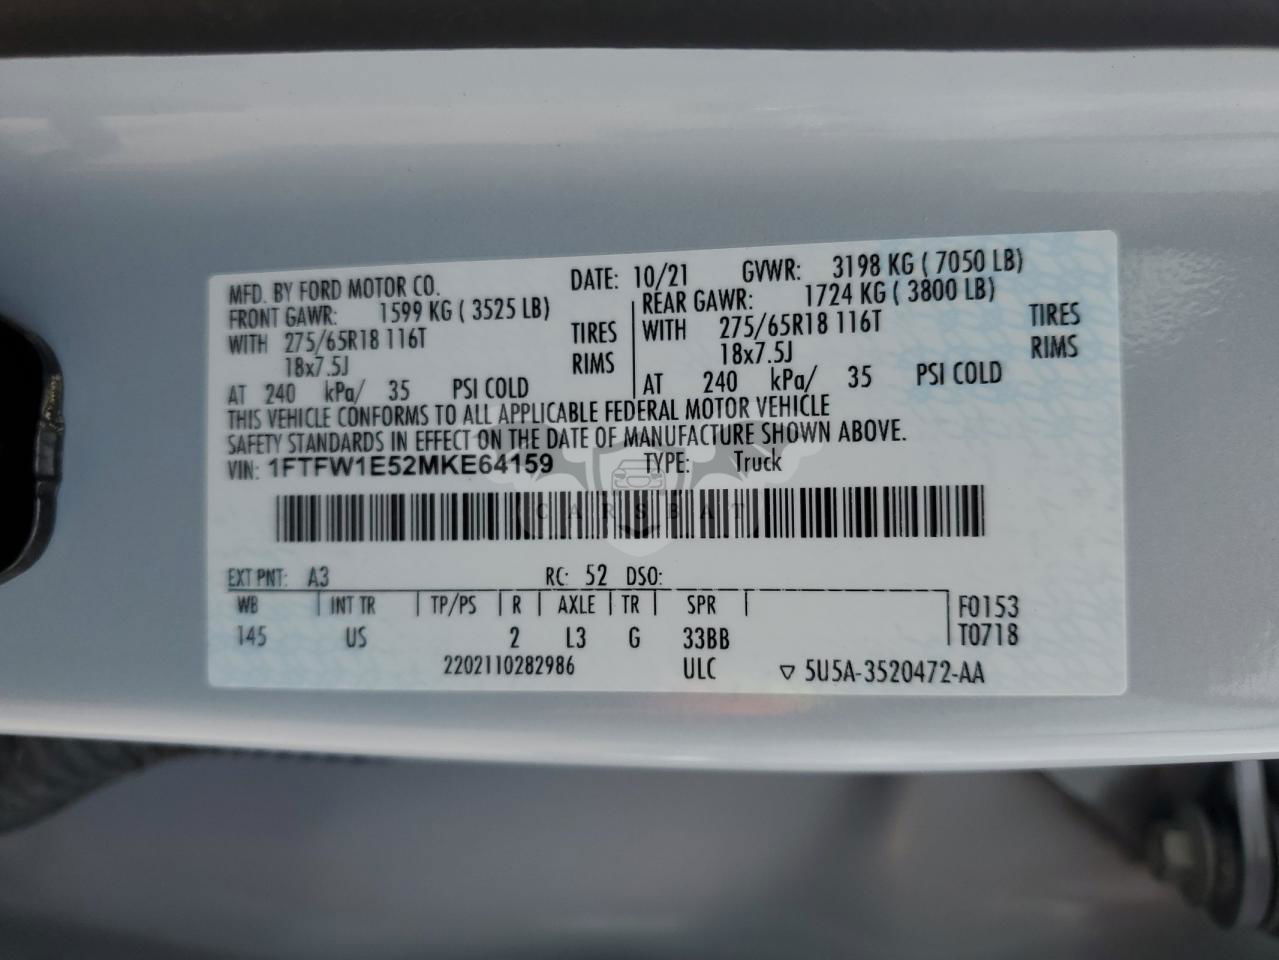 MFD. BY FORD MOTOR CO. DATE: 10/21 GVWR: 3198 KG ( 7050 LB)
FRONT GAWR: 1599 KG ( 3525 LB) REAR GAWR: 1724 KG ( 3800 LB)
WITH 275/65R18 116T TIRES WITH 275/65R18 116T TIRES
18x7.5J RIMS 18x7.5J RIMS
AT 240 kPa/ 35 PSI COLD AT 240 kPa/ 35 PSI COLD
THIS VEHICLE CONFORMS TO ALL APPLICABLE FEDERAL MOTOR VEHICLE
SAFETY STANDARDS IN EFFECT ON THE DATE OF MANUFACTURE SHOWN ABOVE.
VIN: 1FTFW1E52MKE64159 TYPE: Truck
CARSBAT
EXT PNT: A3 RC: 52 DSO:
WB INT TR TP/PS R AXLE TR SPR F0153
145 US 2 L3 G 33BB T0718
2202110282986 ULC ▽ 5U5A-3520472-AA